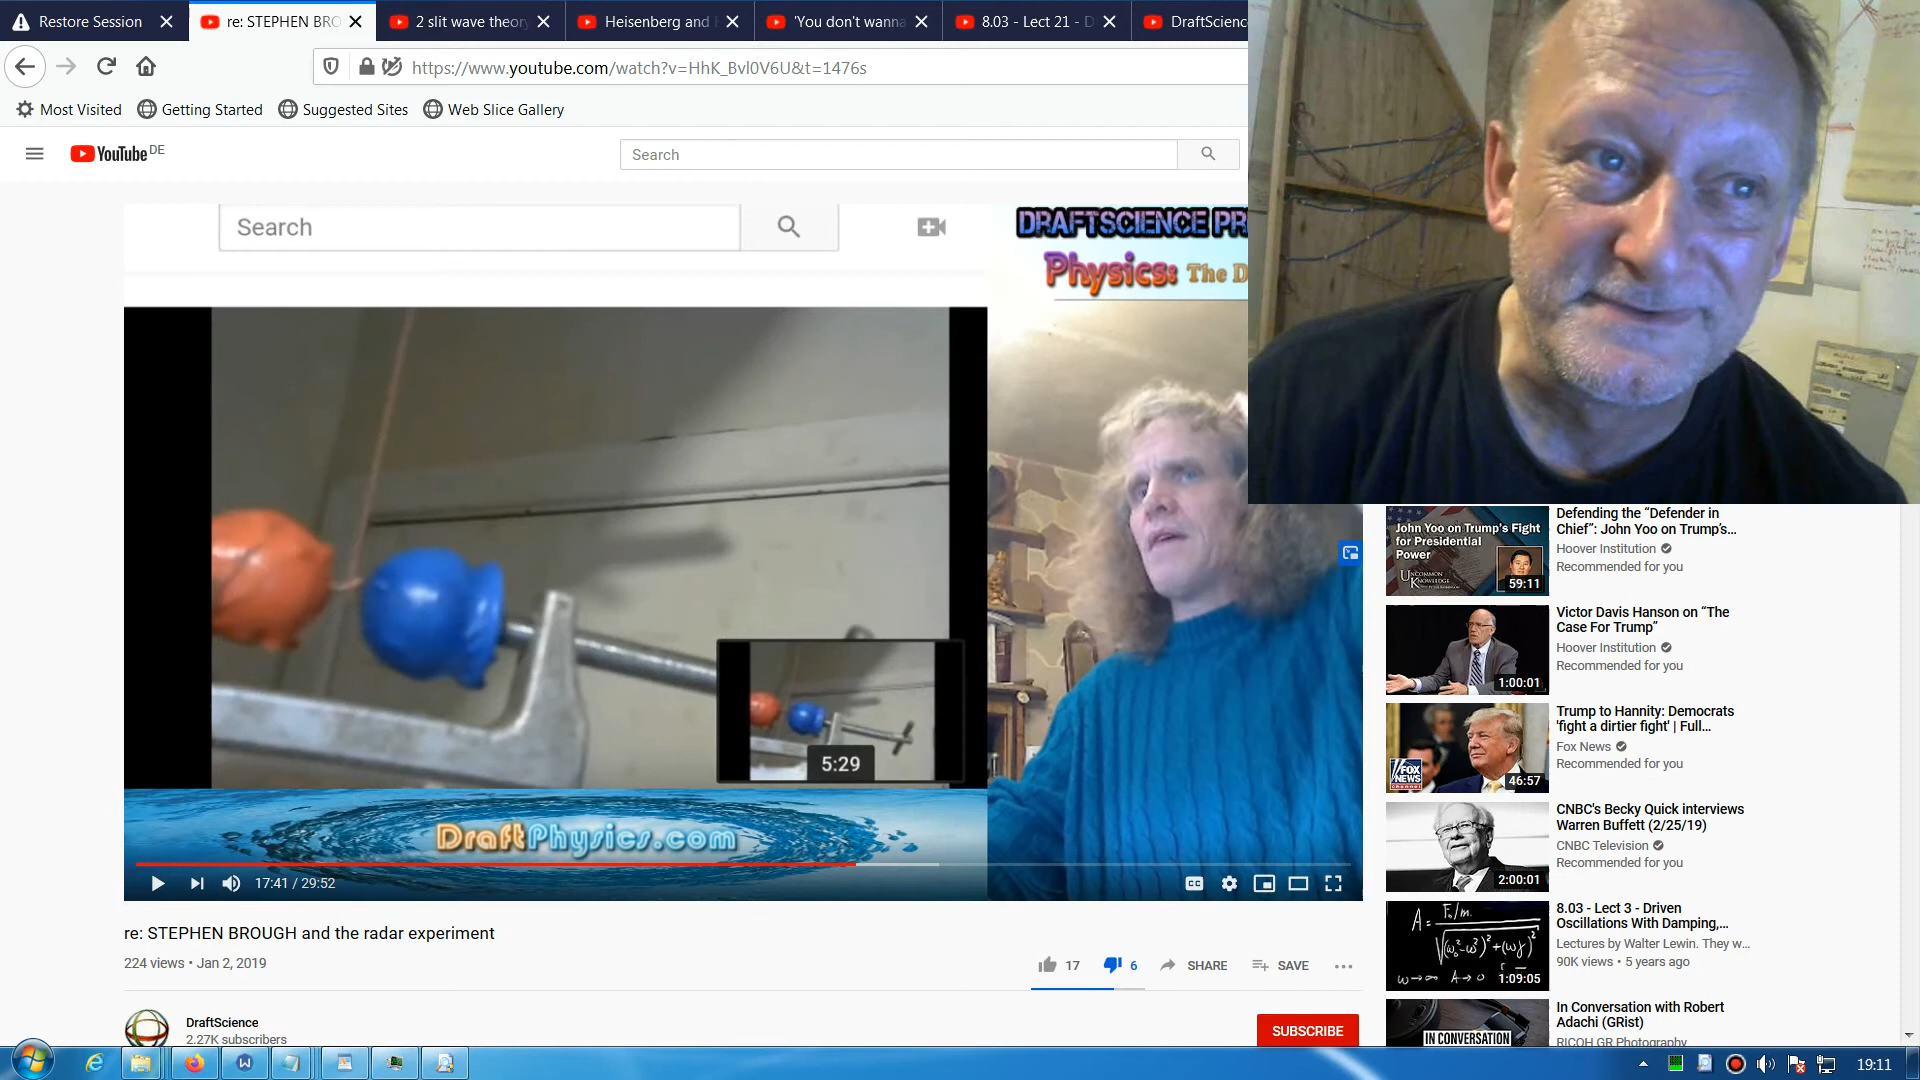 Restore Session
re: STEPHEN BRO
2 slit wave theory
Heisenberg and
'You don't wanna
8.03 - Lect 21 - D
DraftScience
https://www.youtube.com/watch?v=HhK_Bvl0V6U&t=1476s
Most Visited
Getting Started
Suggested Sites
Web Slice Gallery
YouTube DE
Search
Search
DRAFTSCIENCE PR
Physics: The D
5:29
DraftPhysics.com
17:41 / 29:52
CC
re: STEPHEN BROUGH and the radar experiment
224 views • Jan 2, 2019
17
6
SHARE
SAVE
DraftScience
2.27K subscribers
SUBSCRIBE
John Yoo on Trump's Fight
for Presidential
Power
UNCOMMON
KNOWLEDGE
59:11
Defending the “Defender in
Chief”: John Yoo on Trump’s...
Hoover Institution
Recommended for you
1:00:01
Victor Davis Hanson on “The
Case For Trump”
Hoover Institution
Recommended for you
FOX
NEWS
channel
46:57
Trump to Hannity: Democrats
'fight a dirtier fight' | Full...
Fox News
Recommended for you
2:00:01
CNBC's Becky Quick interviews
Warren Buffett (2/25/19)
CNBC Television
Recommended for you
1:09:05
8.03 - Lect 3 - Driven
Oscillations With Damping,...
Lectures by Walter Lewin. They w...
90K views • 5 years ago
IN CONVERSATION
In Conversation with Robert
Adachi (GRist)
RICOH GR Photography
19:11